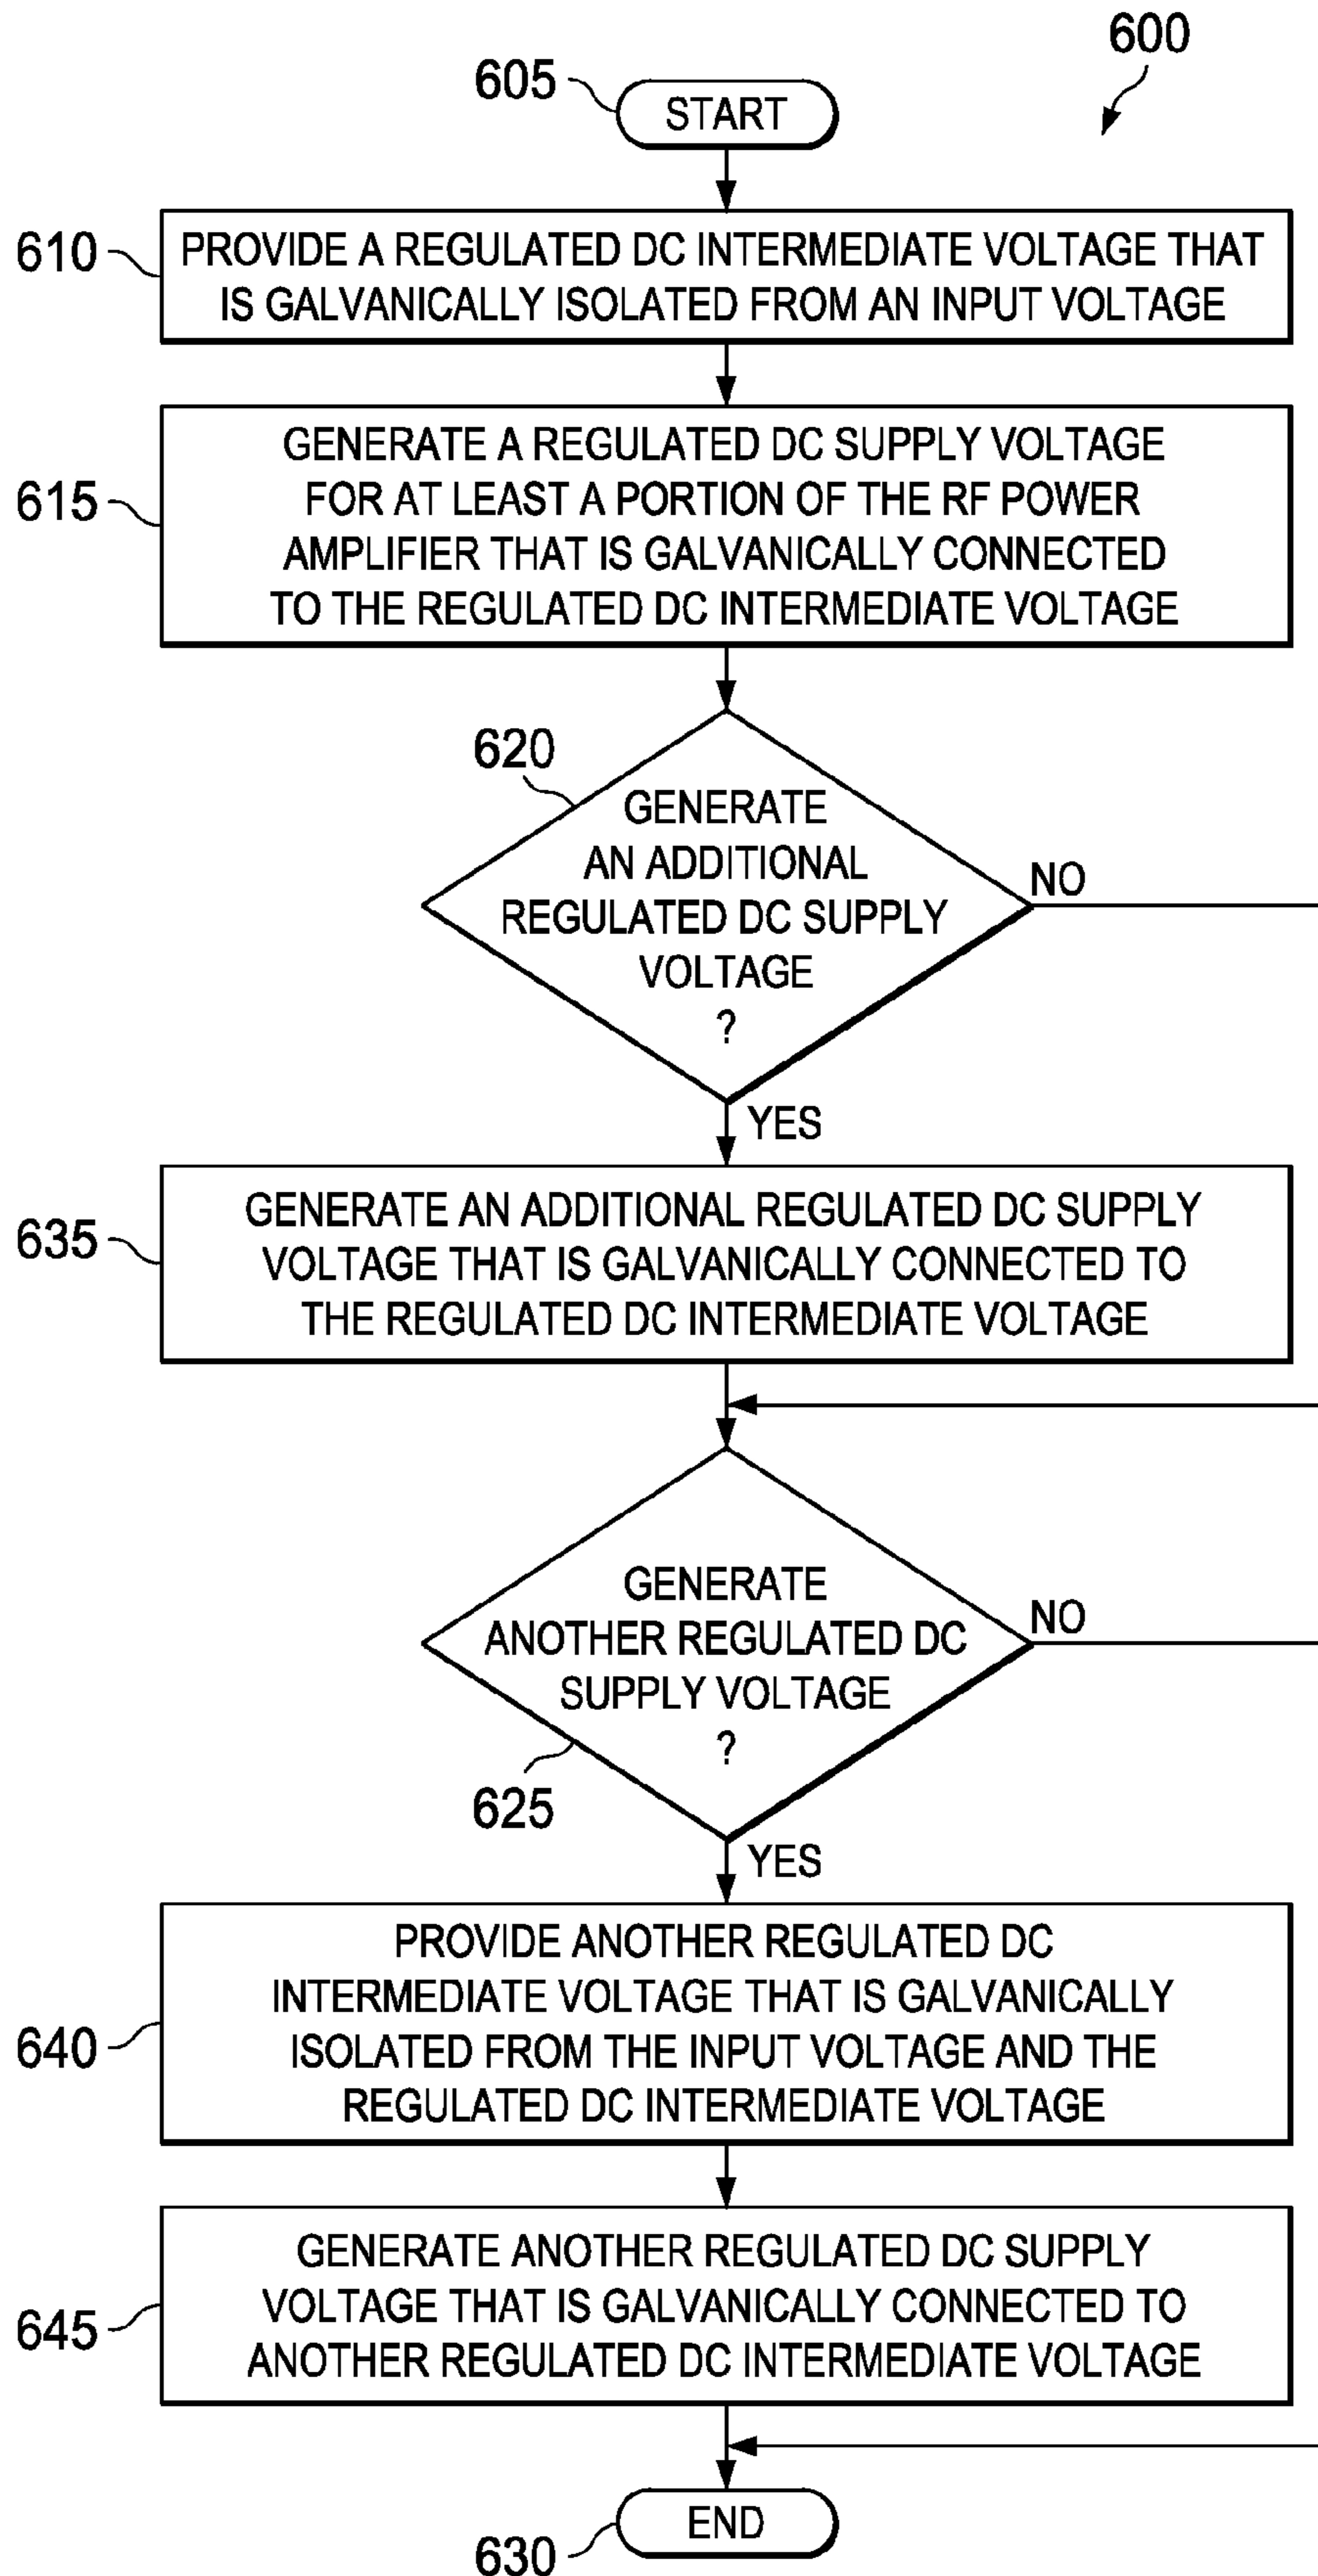 600
605
START
610
PROVIDE A REGULATED DC INTERMEDIATE VOLTAGE THAT
IS GALVANICALLY ISOLATED FROM AN INPUT VOLTAGE
615
GENERATE A REGULATED DC SUPPLY VOLTAGE
FOR AT LEAST A PORTION OF THE RF POWER
AMPLIFIER THAT IS GALVANICALLY CONNECTED
TO THE REGULATED DC INTERMEDIATE VOLTAGE
620
GENERATE
AN ADDITIONAL
REGULATED DC SUPPLY
VOLTAGE
?
NO
YES
635
GENERATE AN ADDITIONAL REGULATED DC SUPPLY
VOLTAGE THAT IS GALVANICALLY CONNECTED TO
THE REGULATED DC INTERMEDIATE VOLTAGE
GENERATE
ANOTHER REGULATED DC
SUPPLY VOLTAGE
?
NO
625
YES
640
PROVIDE ANOTHER REGULATED DC
INTERMEDIATE VOLTAGE THAT IS GALVANICALLY
ISOLATED FROM THE INPUT VOLTAGE AND THE
REGULATED DC INTERMEDIATE VOLTAGE
645
GENERATE ANOTHER REGULATED DC SUPPLY
VOLTAGE THAT IS GALVANICALLY CONNECTED TO
ANOTHER REGULATED DC INTERMEDIATE VOLTAGE
END
630